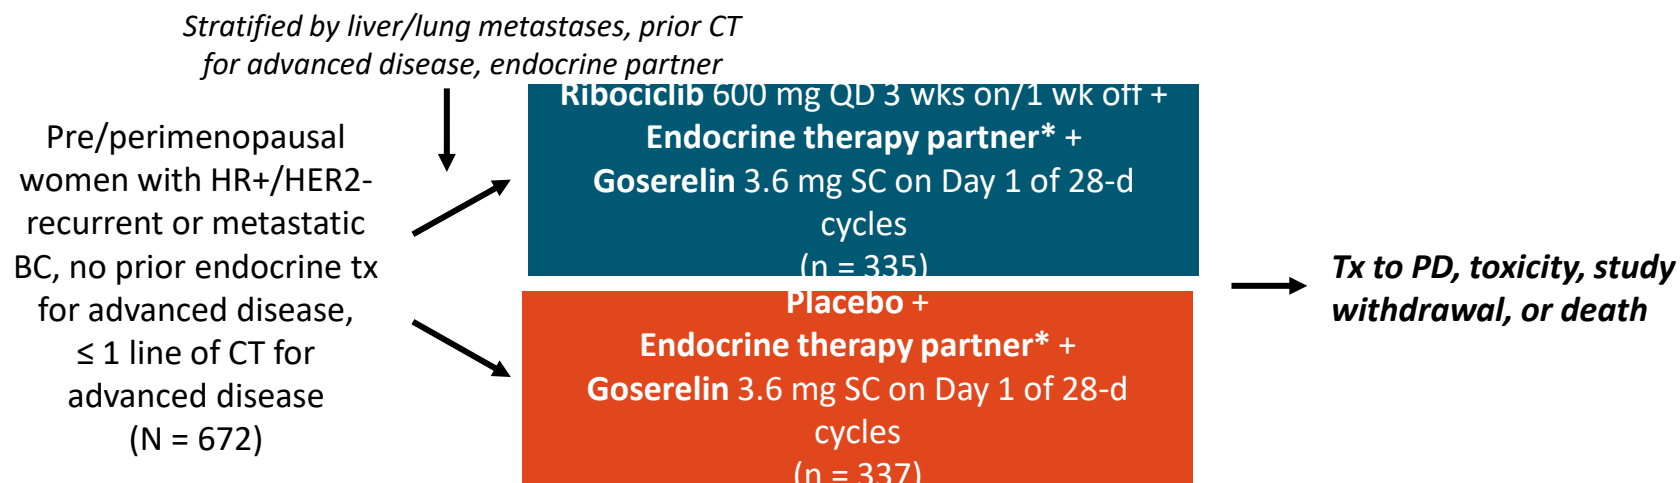 Stratified by liver/lung metastases, prior CT
for advanced disease, endocrine partner
Pre/perimenopausal
women with HR+/HER2-
recurrent or metastatic
BC, no prior endocrine tx
for advanced disease,
≤ 1 line of CT for
advanced disease
(N = 672)
Ribociclib 600 mg QD 3 wks on/1 wk off +
Endocrine therapy partner* +
Goserelin 3.6 mg SC on Day 1 of 28-d
cycles
(n = 335)
Placebo +
Endocrine therapy partner* +
Goserelin 3.6 mg SC on Day 1 of 28-d
cycles
(n = 337)
Tx to PD, toxicity, study
withdrawal, or death